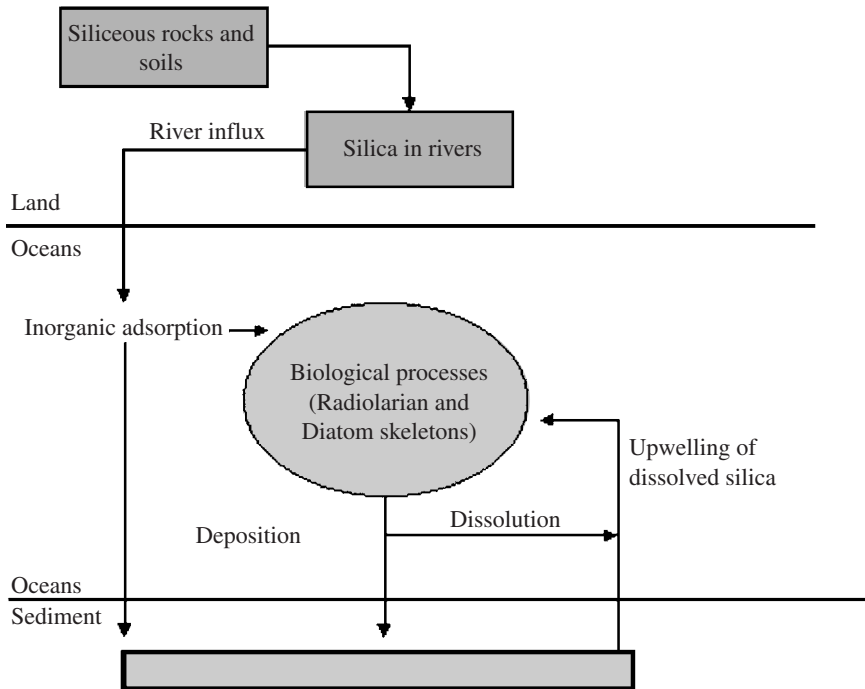 Siliceous rocks and
soils
River influx
Silica in rivers
Land
Oceans
Inorganic adsorption
Biological processes
(Radiolarian and
Diatom skeletons)
Upwelling of
dissolved silica
Deposition
Dissolution
Oceans
Sediment